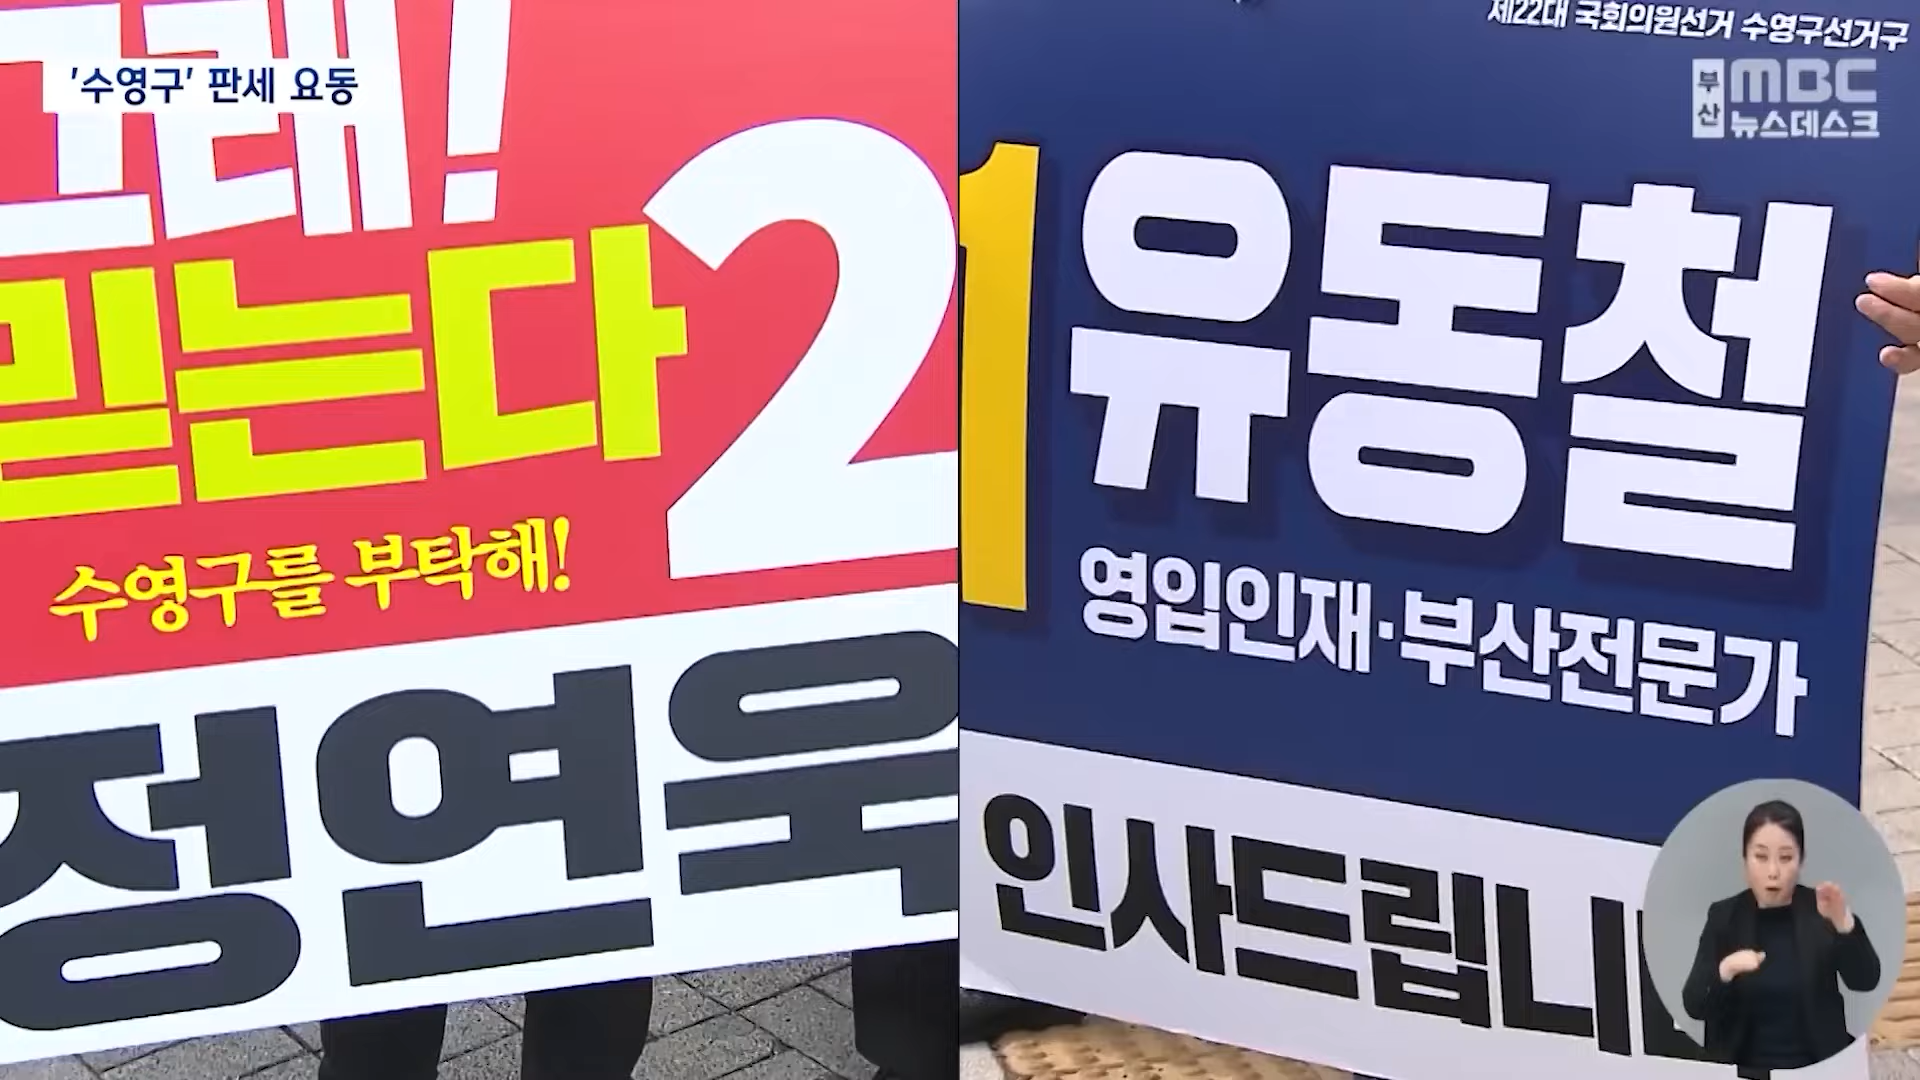 '수영구' 판세 요동
그래!
믿는다
2
수영구를 부탁해!
정연욱
제22대 국회의원선거 수영구선거구
부산
MBC
뉴스데스크
1
유동철
영입인재·부산전문가
인사드립니다